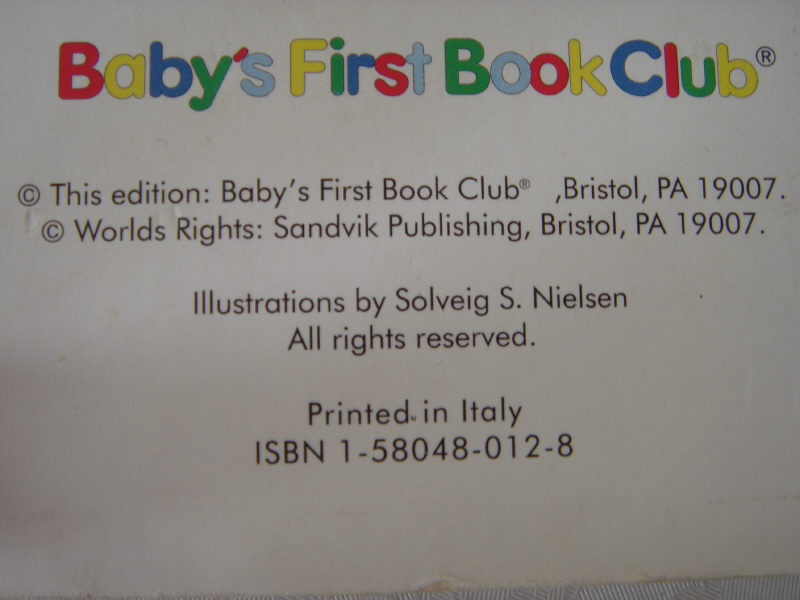 Baby's First Book Club®
© This edition: Baby's First Book Club® ,Bristol, PA 19007.
© Worlds Rights: Sandvik Publishing, Bristol, PA 19007.
Illustrations by Solveig S. Nielsen
All rights reserved.
Printed in Italy
ISBN 1-58048-012-8